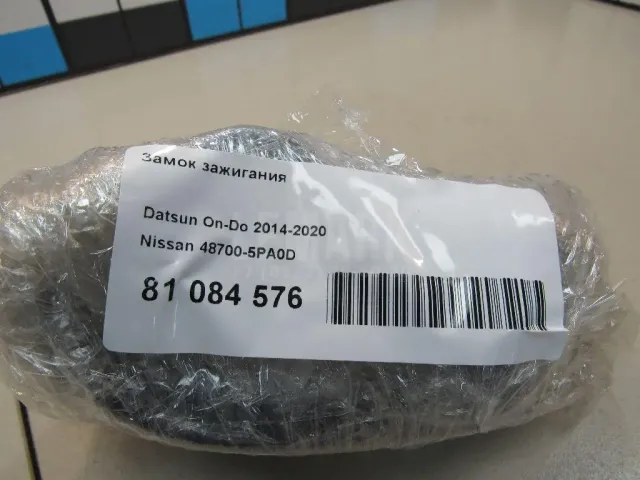 Замок зажигания
Datsun On-Do 2014-2020
Nissan 48700-5PA0D
81 084 576